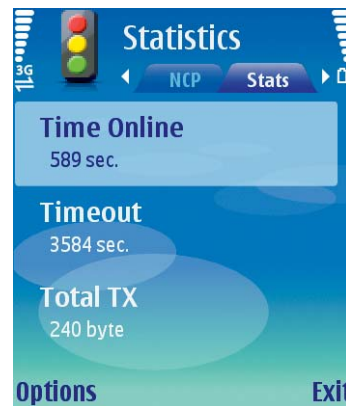 Statistics
3G
NCP Stats
Time Online
589 sec.
Timeout
3584 sec.
Total TX
240 byte
Options Exit